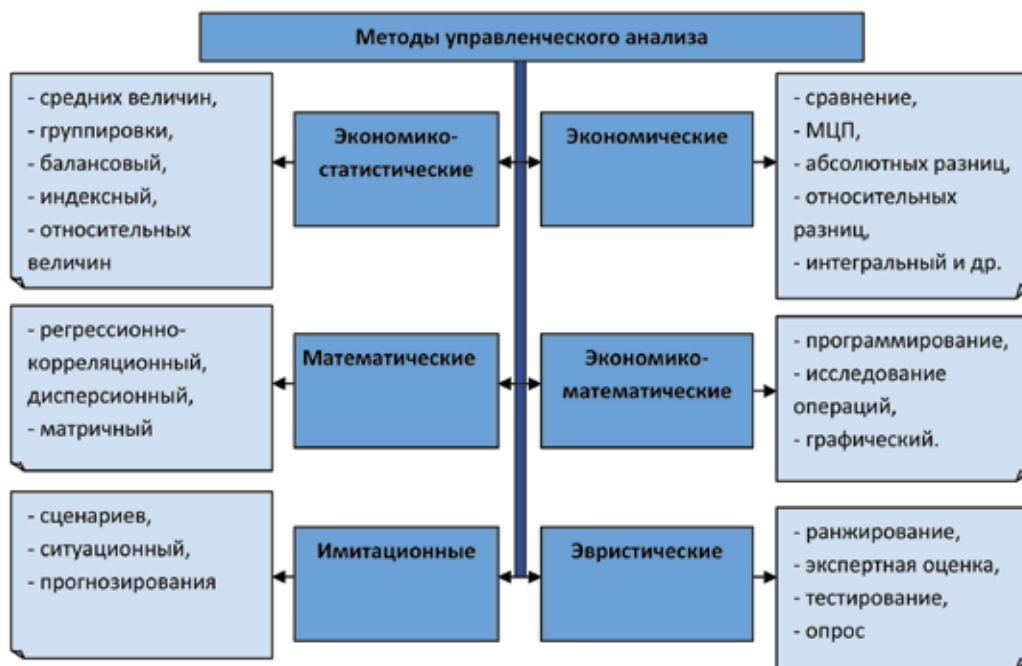 Методы управленческого анализа
- средних величин,
- группировки,
- балансовый,
- индексный,
- относительных
величин
Экономико-
статистические
Экономические
- сравнение,
- МЦП,
- абсолютных разниц,
- относительных
разниц,
- интегральный и др.
- регрессионно-
корреляционный,
дисперсионный,
- матричный
Математические
Экономико-
математические
- программирование,
- исследование
операций,
- графический.
- сценариев,
- ситуационный,
- прогнозирования
Имитационные
Эвристические
- ранжирование,
- экспертная оценка,
- тестирование,
- опрос